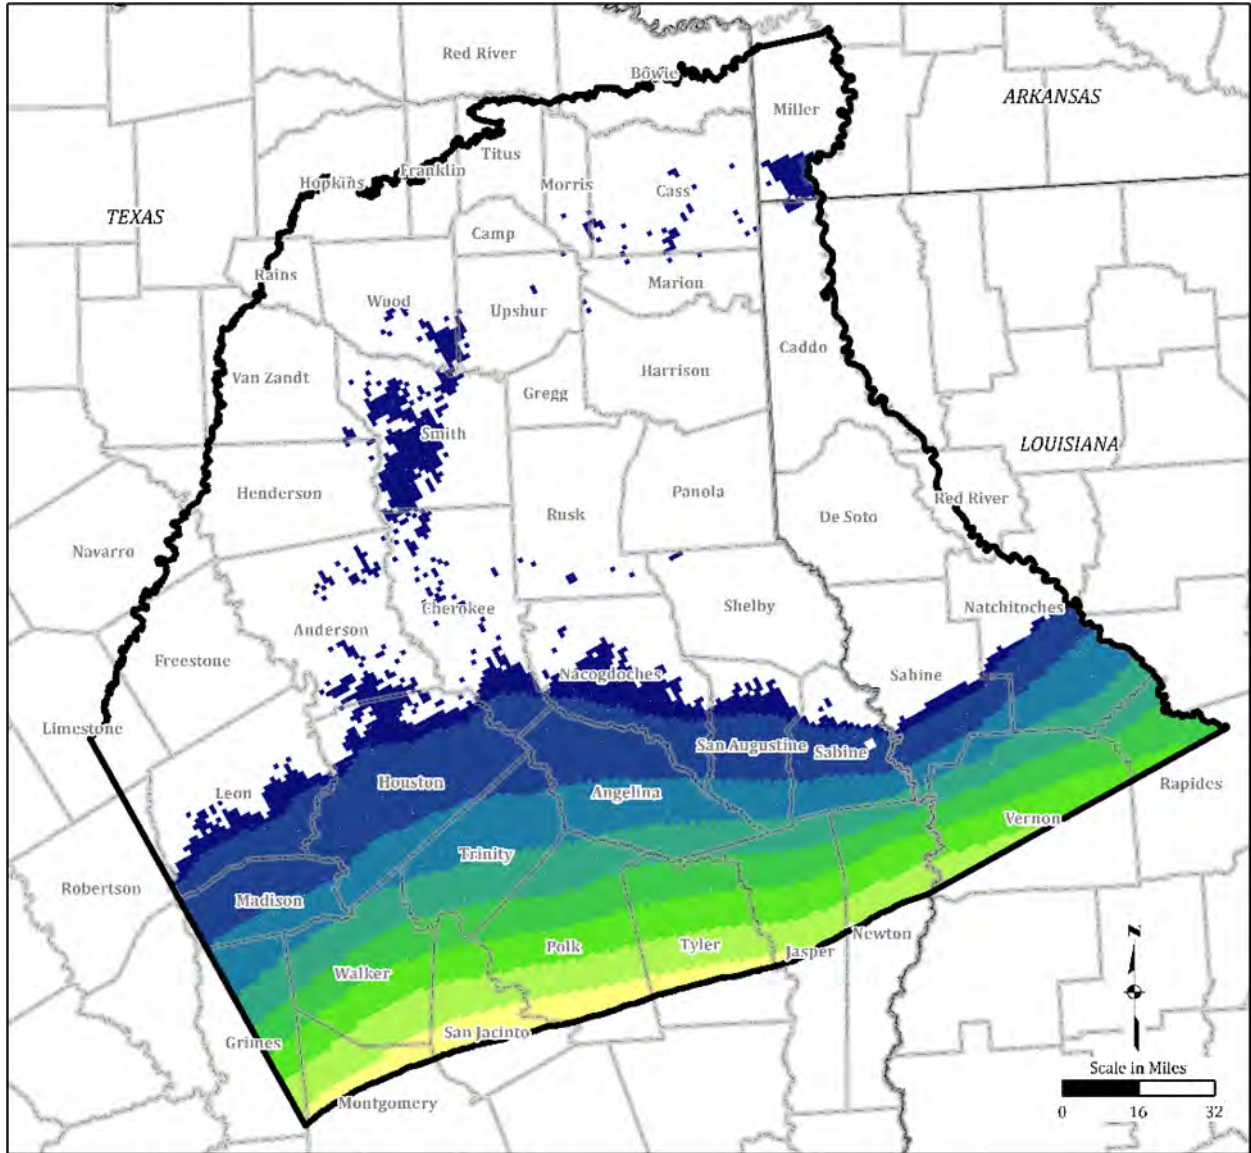 Red River
Bowie
ARKANSAS
Miller
Titus
Franklin
Hopkins
Morris
Cass
TEXAS
Camp
Rains
Marion
Wood
Upshur
Caddo
Van Zandt
Harrison
Gregg
Smith
LOUISIANA
Henderson
Panola
Red River
Rusk
De Soto
Navarro
Shelby
Natchitoches
Cherokee
Anderson
Freestone
Nacogdoches
Sabine
Limestone
San Augustine
Sabine
Houston
Rapides
Leon
Angelina
Vernon
Trinity
Robertson
Madison
N
Newton
Polk
Tyler
Jasper
Walker
San Jacinto
Grimes
Scale in Miles
Montgomery
0 16 32